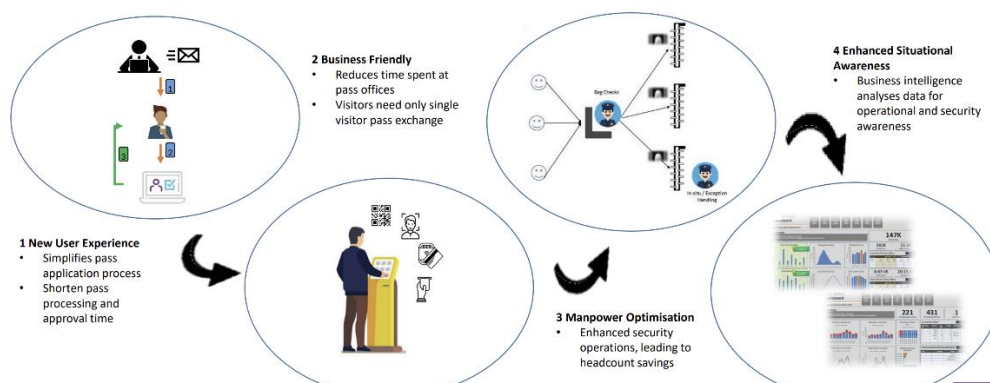 1
2
3
1 New User Experience
• Simplifies pass
application process
• Shorten pass
processing and
approval time
2 Business Friendly
• Reduces time spent at
pass offices
• Visitors need only single
visitor pass exchange
Bag Checks
In-situ / Exception
Handling
3 Manpower Optimisation
• Enhanced security
operations, leading to
headcount savings
4 Enhanced Situational
Awareness
• Business intelligence
analyses data for
operational and security
awareness
147K
221
431
1